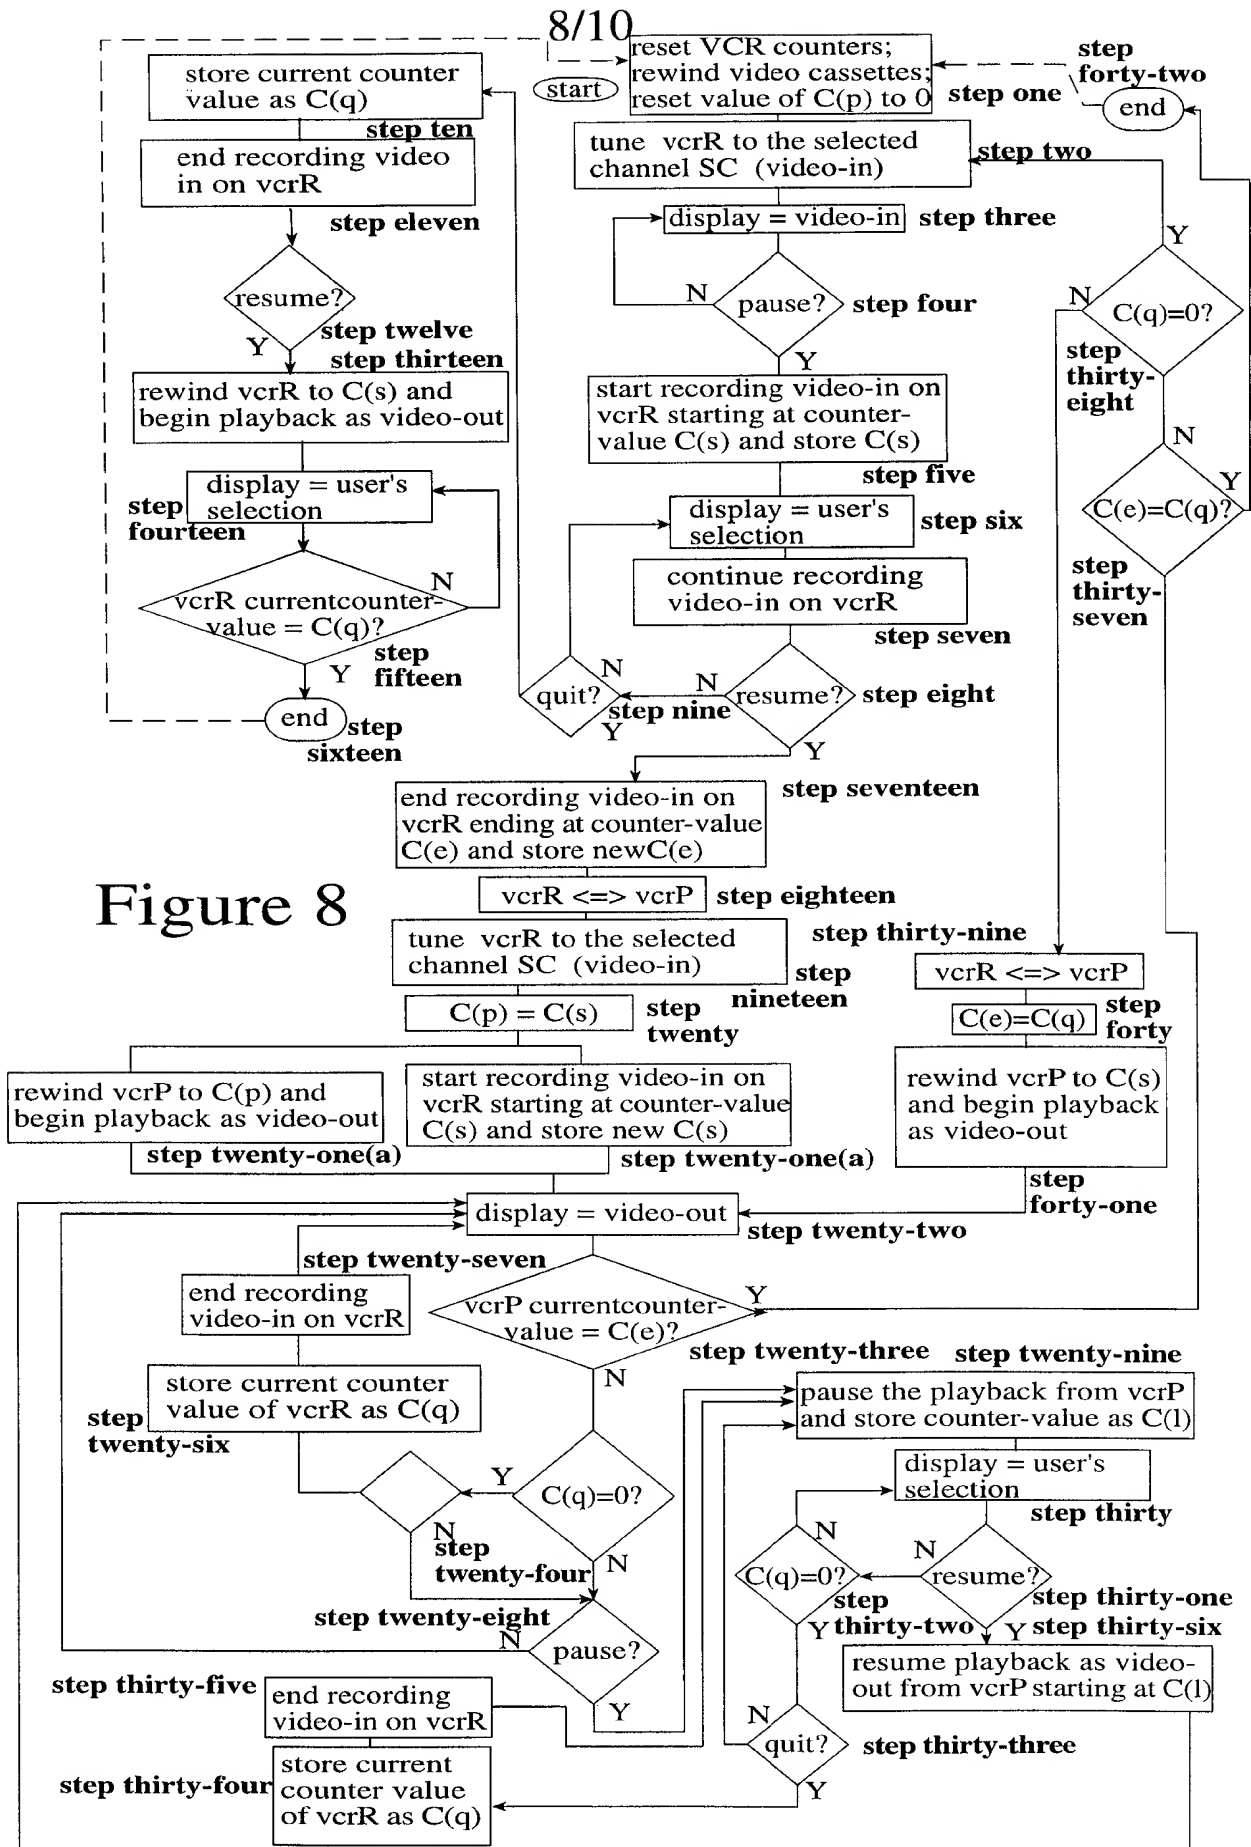 8/10
reset VCR counters;
rewind video cassettes;
reset value of C(p) to 0
step one
start
step
forty-two
end
store current counter
value as C(q)
step ten
end recording video
in on vcrR
step eleven
resume?
Y
step twelve
step thirteen
rewind vcrR to C(s) and
begin playback as video-out
display = user's
selection
step
fourteen
N
vcrR currentcounter-
value = C(q)?
Y
step
fifteen
end
step
sixteen
tune vcrR to the selected
channel SC (video-in)
step two
display = video-in
step three
N
pause?
step four
Y
start recording video-in on
vcrR starting at counter-
value C(s) and store C(s)
step five
display = user's
selection
step six
continue recording
video-in on vcrR
step seven
N
quit?
Y
step nine
N
resume?
step eight
Y
Y
N
C(q)=0?
step
thirty-
eight
N
Y
C(e)=C(q)?
step
thirty-
seven
step seventeen
end recording video-in on
vcrR ending at counter-value
C(e) and store newC(e)
Figure 8
vcrR <=> vcrP
step eighteen
tune vcrR to the selected
channel SC (video-in)
step
nineteen
C(p) = C(s)
step
twenty
step thirty-nine
vcrR <=> vcrP
C(e)=C(q)
step
forty
rewind vcrP to C(p) and
begin playback as video-out
step twenty-one(a)
start recording video-in on
vcrR starting at counter-value
C(s) and store new C(s)
step twenty-one(a)
rewind vcrP to C(s)
and begin playback
as video-out
step
forty-one
display = video-out
step twenty-two
step twenty-seven
end recording
video-in on vcrR
vcrP currentcounter-
value = C(e)?
Y
step twenty-three
N
store current counter
value of vcrR as C(q)
step
twenty-six
Y
C(q)=0?
N
step
twenty-four
N
step twenty-eight
N
pause?
Y
step twenty-nine
pause the playback from vcrP
and store counter-value as C(l)
display = user's
selection
step thirty
N
C(q)=0?
N
resume?
step thirty-one
step
thirty-two
Y
Y
step thirty-six
resume playback as video-
out from vcrP starting at C(l)
N
quit?
step thirty-three
Y
step thirty-five
end recording
video-in on vcrR
step thirty-four
store current
counter value
of vcrR as C(q)